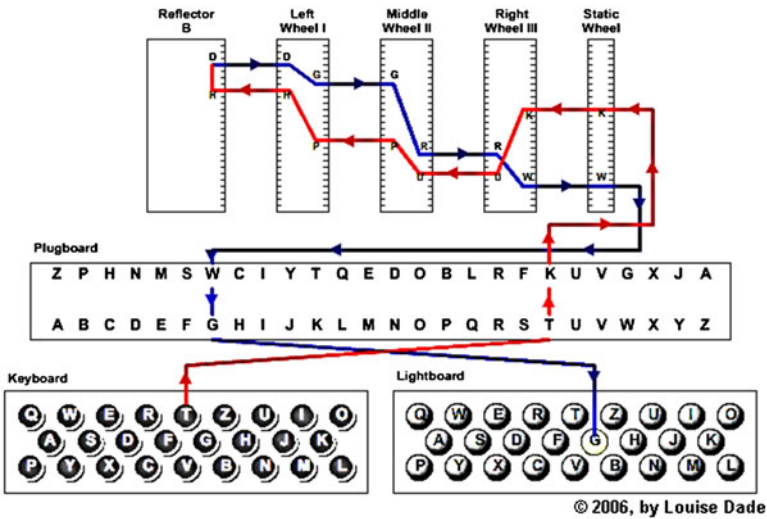 Reflector B
Left Wheel I
Middle Wheel II
Right Wheel III
Static Wheel
D D G G
H H K K
P P R R
U U W W
Plugboard
Z P H N M S W C I Y T Q E D O B L R F K U V G X J A
A B C D E F G H I J K L M N O P Q R S T U V W X Y Z
Keyboard
Q W E R T Z U I O
A S D F G H J K
P Y X C V B N M L
Lightboard
Q W E R T Z U I O
A S D F G H J K
P Y X C V B N M L
© 2006, by Louise Dade